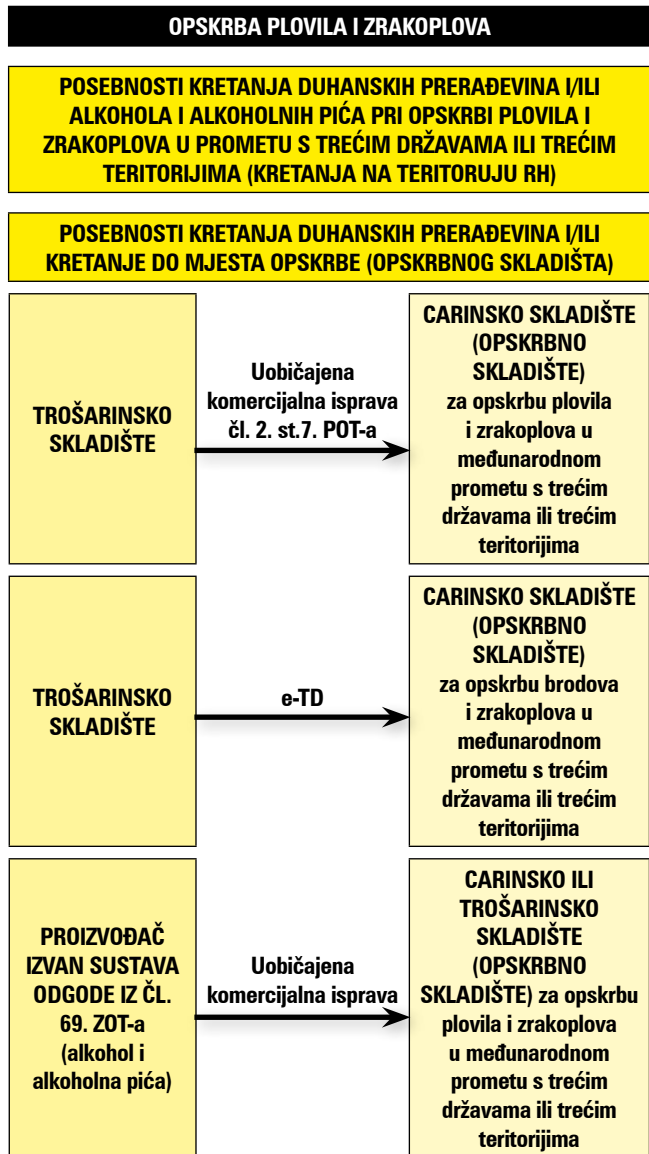 OPSKRBA PLOVILA I ZRAKOPLOVA
POSEBNOSTI KRETANJA DUHANSKIH PRERAĐEVINA I/ILI
ALKOHOLA I ALKOHOLNIH PIĆA PRI OPSKRBI PLOVILA I
ZRAKOPLOVA U PROMETU S TREĆIM DRŽAVAMA ILI TREĆIM
TERITORIJIMA (KRETANJA NA TERITORUJU RH)
POSEBNOSTI KRETANJA DUHANSKIH PRERAĐEVINA I/ILI
KRETANJE DO MJESTA OPSKRBE (OPSKRBNOG SKLADIŠTA)
TROŠARINSKO
SKLADIŠTE
Uobičajena
komercijalna isprava
čl. 2. st.7. POT-a
CARINSKO SKLADIŠTE
(OPSKRBNO
SKLADIŠTE)
za opskrbu plovila
i zrakoplova u
međunarodnom
prometu s trećim
državama ili trećim
teritorijima
TROŠARINSKO
SKLADIŠTE
e-TD
CARINSKO SKLADIŠTE
(OPSKRBNO
SKLADIŠTE)
za opskrbu brodova
i zrakoplova u
međunarodnom
prometu s trećim
državama ili trećim
teritorijima
PROIZVOĐAČ
IZVAN SUSTAVA
ODGODE IZ ČL.
69. ZOT-a
(alkohol i
alkoholna pića)
Uobičajena
komercijalna isprava
CARINSKO ILI
TROŠARINSKO
SKLADIŠTE
(OPSKRBNO
SKLADIŠTE) za opskrbu
plovila i zrakoplova
u međunarodnom
prometu s trećim
državama ili trećim
teritorijima